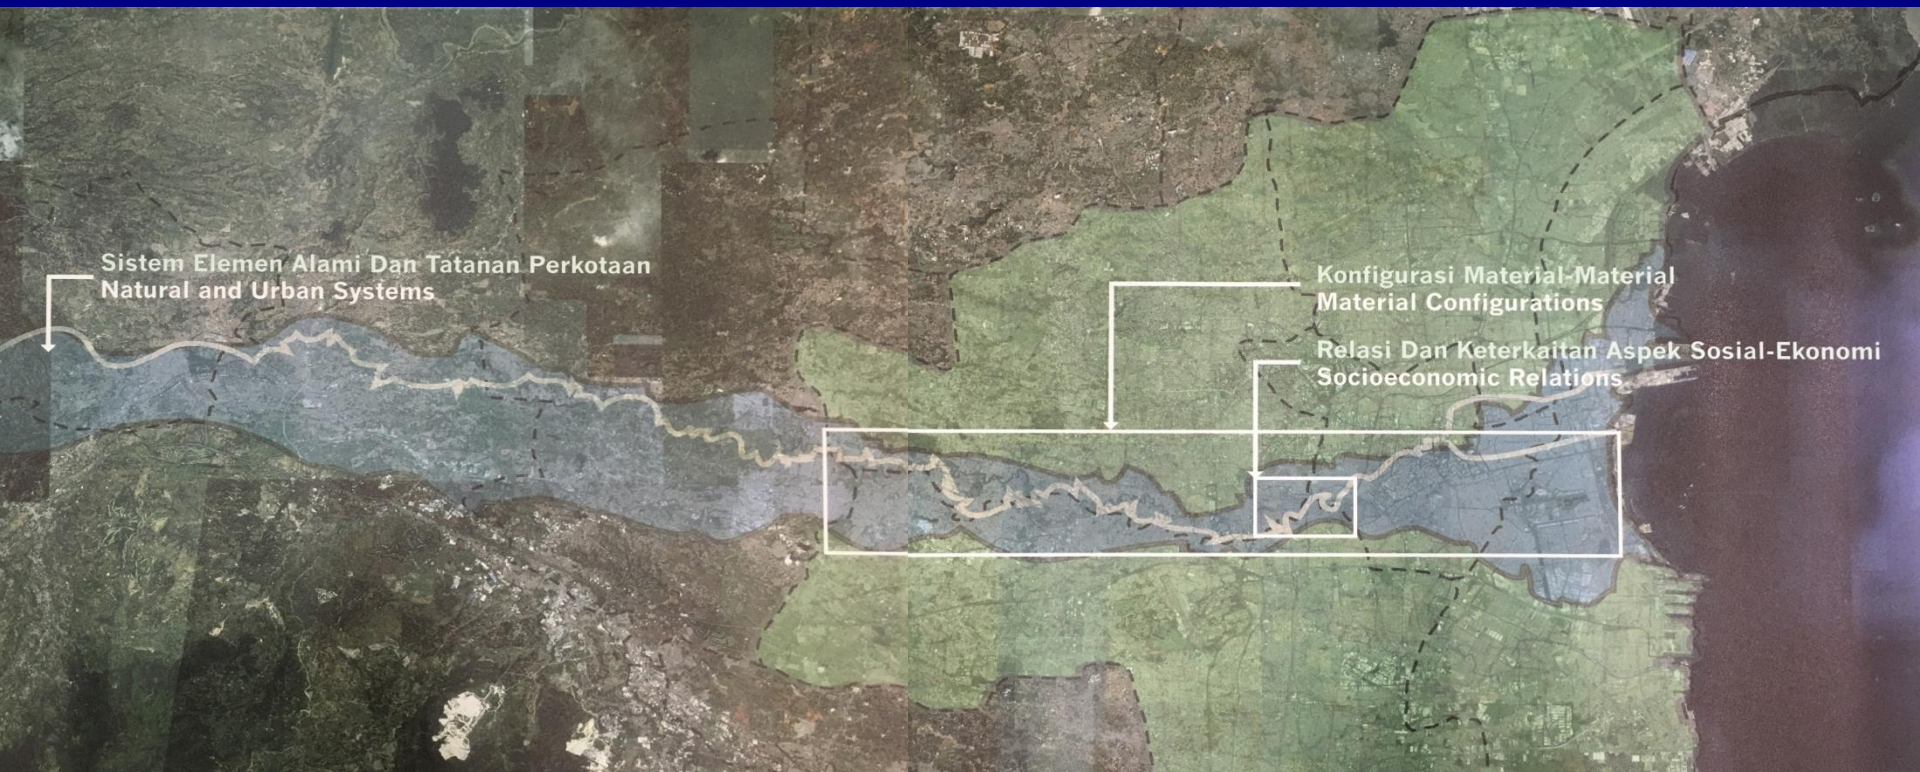 Sistem Elemen Alami Dan Tatanan Perkotaan
Natural and Urban Systems
Konfigurasi Material-Material
Material Configurations
Relasi Dan Keterkaitan Aspek Sosial-Ekonomi
Socioeconomic Relations